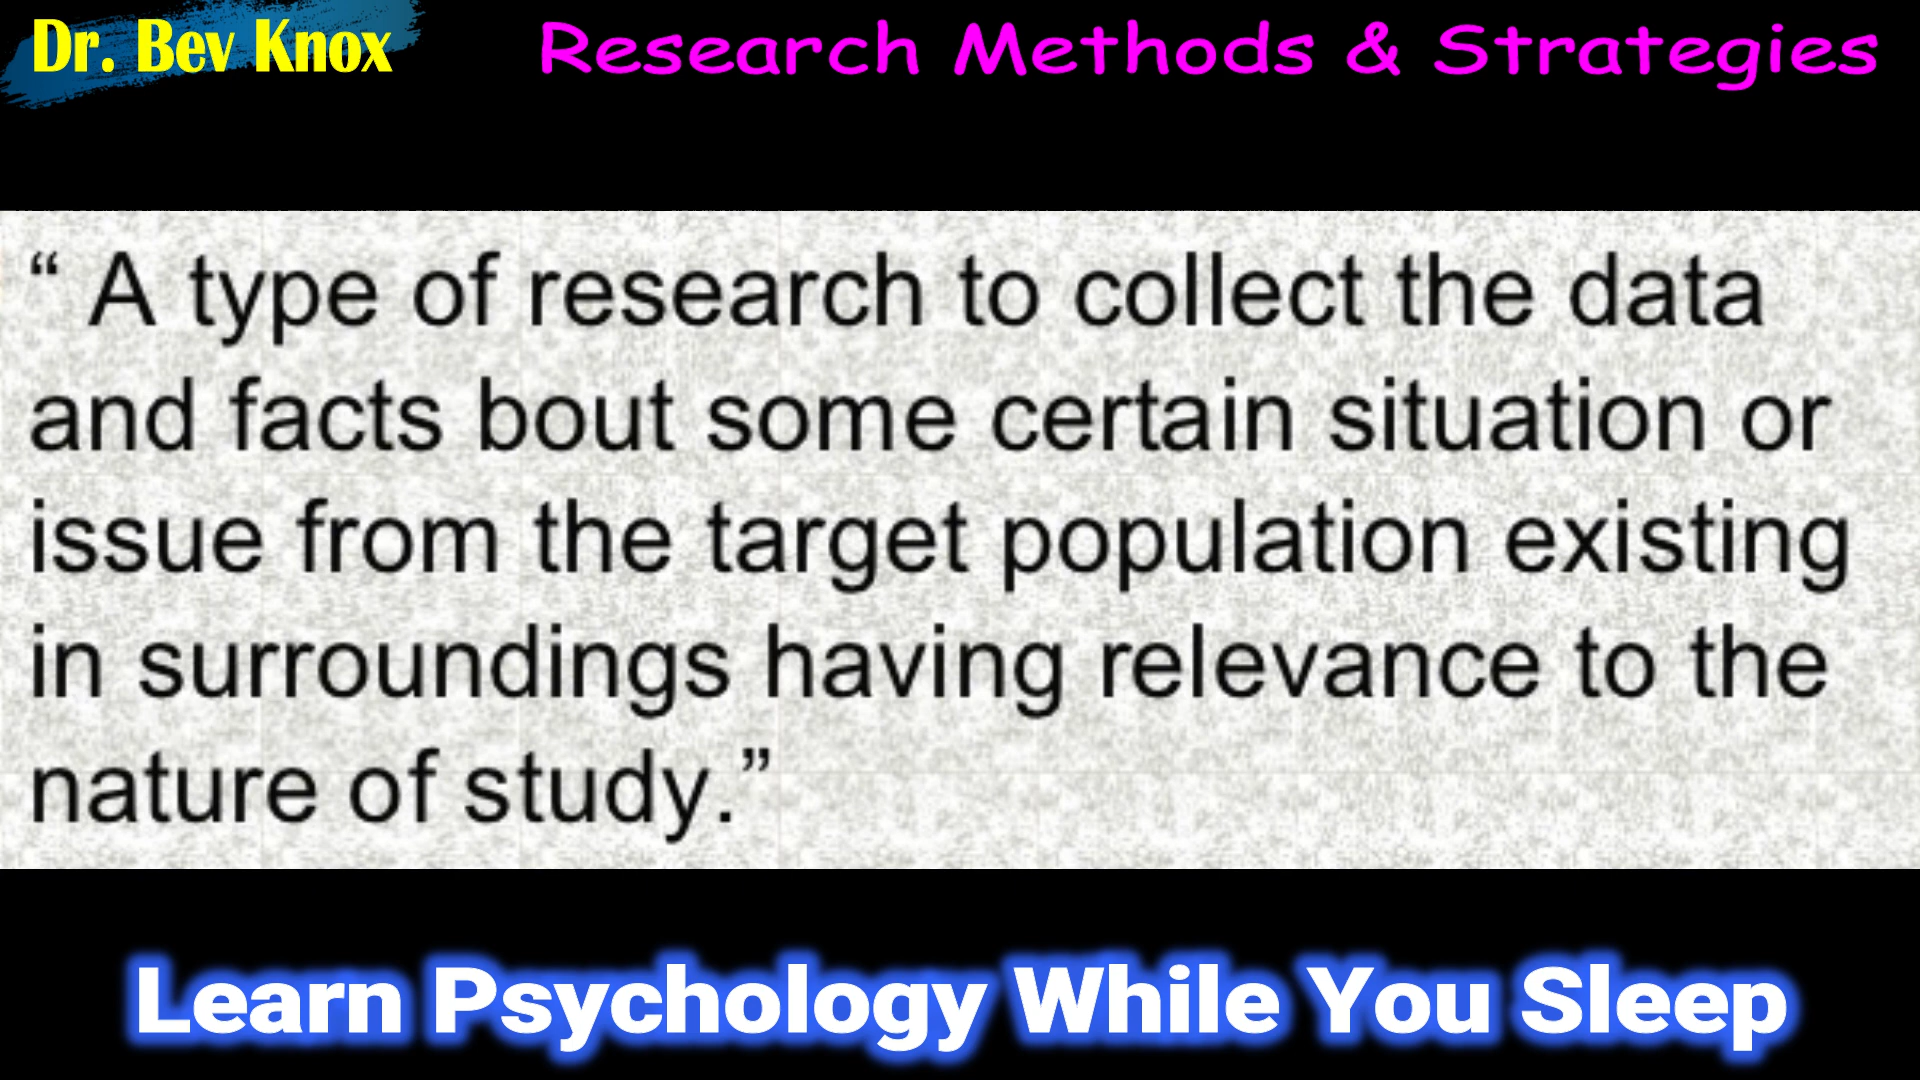 Dr. Bev Knox
Research Methods & Strategies
“ A type of research to collect the data
and facts bout some certain situation or
issue from the target population existing
in surroundings having relevance to the
nature of study.”
Learn Psychology While You Sleep